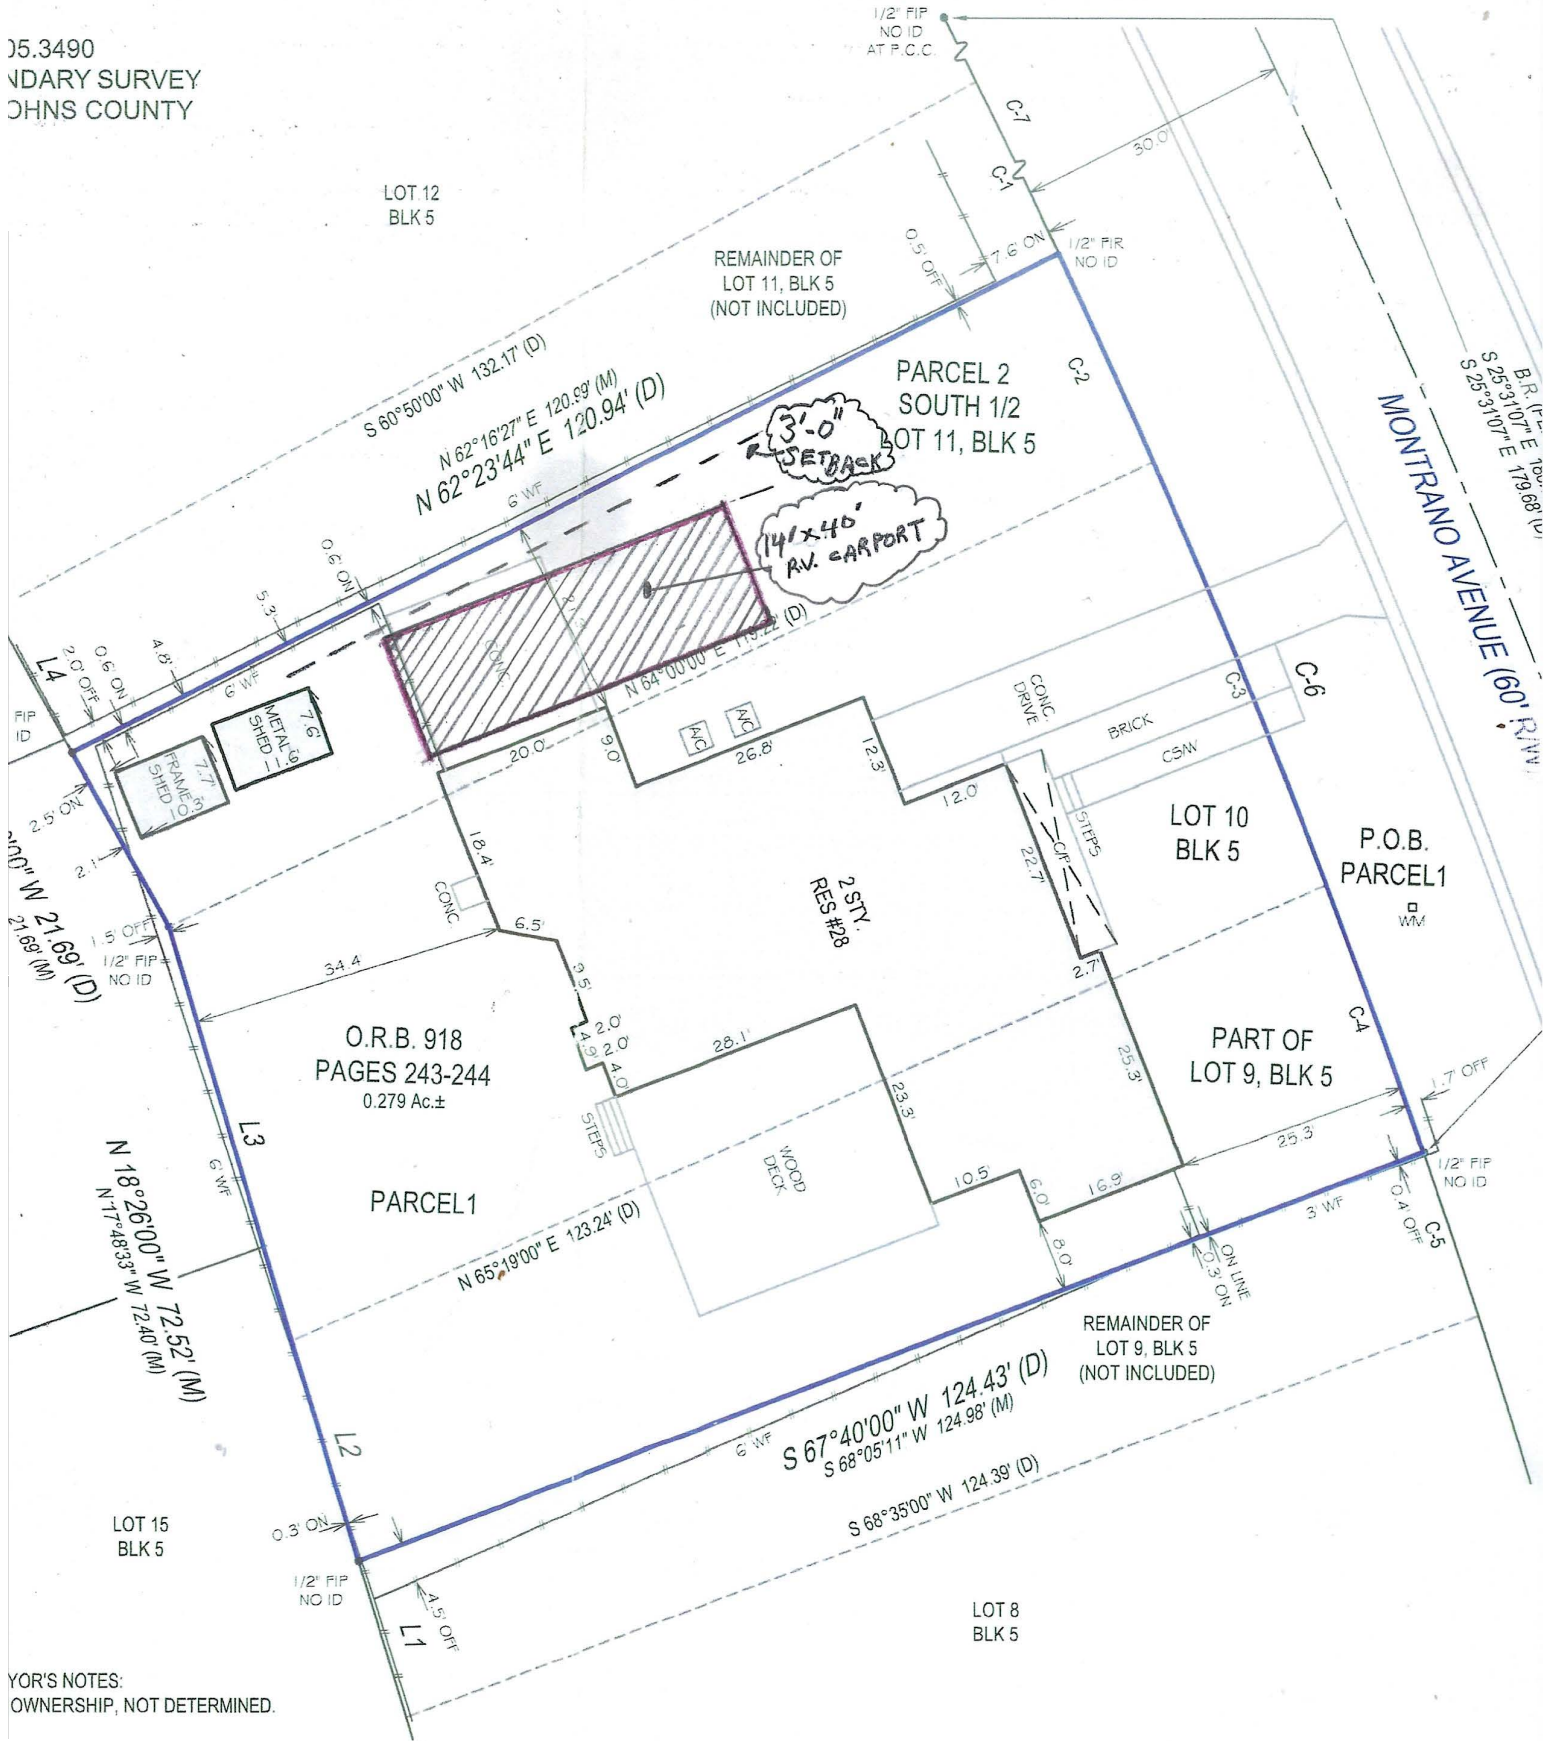 05.3490
NDARY SURVEY
OHNS COUNTY
1/2" FIP
NO ID
AT P.C.C.
C-7
C-1
30.0'
LOT 12
BLK 5
REMAINDER OF
LOT 11, BLK 5
(NOT INCLUDED)
0.5' OFF
7.6' ON
1/2" FIR
NO ID
S 60°50'00" W 132.17' (D)
N 62°16'27" E 120.99' (M)
N 62°23'44" E 120.94' (D)
C-2
PARCEL 2
SOUTH 1/2
LOT 11, BLK 5
3'-0"
SETBACK
14' x 40'
R.V. CARPORT
B.R.
S 25°31'07" E
S 25°31'07" E 179.68' (D)
MONTRANO AVENUE (60' R/W)
6' WF
0.6' ON
5.3'
4.8'
0.6' ON
2.0' OFF
L4
FIP
ID
6' WF
CONC.
N 64°00'00" E 119.22' (D)
METAL
SHED
7.6'
FRAME
SHED
7.7'
10.3
2.5' ON
2.1'
1.5' OFF
1/2" FIP
NO ID
0'00" W 21.69' (D)
21.69' (M)
20.0'
9.0'
A/C
A/C
26.8'
12.3'
12.0'
CONC.
DRIVE
BRICK
CS/W
C-3
C-6
STEPS
C/P
22.7'
LOT 10
BLK 5
P.O.B.
PARCEL1
WM
18.4'
CONC.
6.5'
34.4
9.5'
2.0'
4.9'
2.0'
4.0'
28.1'
2 STY.
RES #28
2.7'
25.3'
C-4
PART OF
LOT 9, BLK 5
O.R.B. 918
PAGES 243-244
0.279 Ac.±
STEPS
WOOD
DECK
23.3'
10.5'
6.0'
16.9'
25.3'
1.7' OFF
1/2" FIP
NO ID
0.4' OFF
C-5
3' WF
8.0'
ON LINE
0.3' ON
L3
6' WF
PARCEL1
N 65°19'00" E 123.24' (D)
N 18°26'00" W 72.52' (M)
N 17°48'33" W 72.40' (M)
REMAINDER OF
LOT 9, BLK 5
(NOT INCLUDED)
S 67°40'00" W 124.43' (D)
S 68°05'11" W 124.98' (M)
6' WF
S 68°35'00" W 124.39' (D)
L2
0.3' ON
LOT 15
BLK 5
1/2" FIP
NO ID
4.5' OFF
L1
LOT 8
BLK 5
YOR'S NOTES:
OWNERSHIP, NOT DETERMINED.